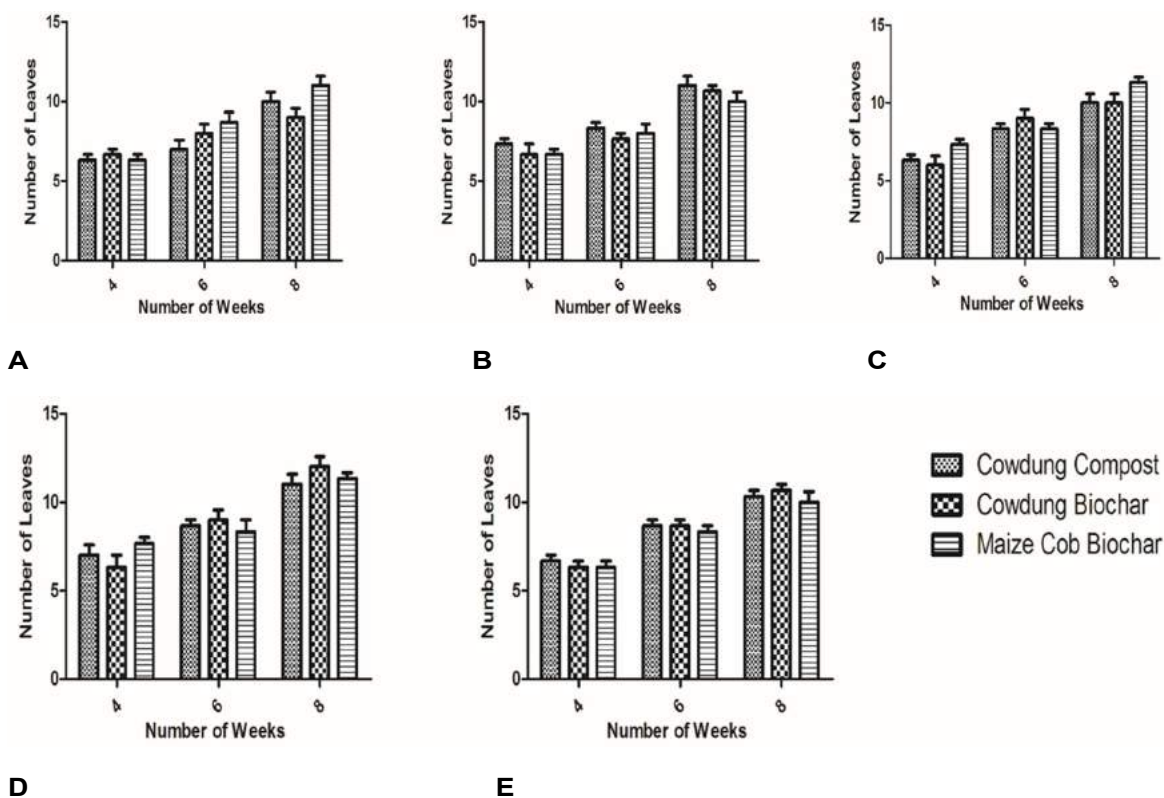 15
10
5
0
Number of Leaves
4 6 8
Number of Weeks
A
15
10
5
0
Number of Leaves
4 6 8
Number of Weeks
B
15
10
5
0
Number of Leaves
4 6 8
Number of Weeks
C
15
10
5
0
Number of Leaves
4 6 8
Number of Weeks
D
15
10
5
0
Number of Leaves
4 6 8
Number of Weeks
E
Cowdung Compost
Cowdung Biochar
Maize Cob Biochar